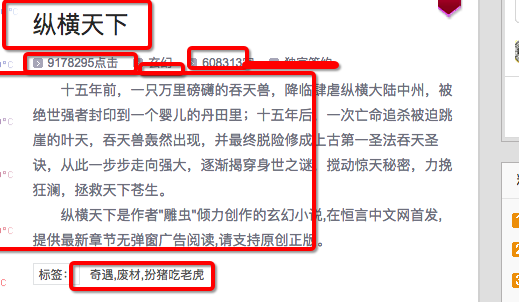 纵横天下
9178295点击
玄幻
6083133
独家签约
十五年前，一只万里磅礴的吞天兽，降临肆虐纵横大陆中州，被
绝世强者封印到一个婴儿的丹田里；十五年后，一次亡命追杀被迫跳
崖的叶天，吞天兽轰然出现，并最终脱险修成上古第一圣法吞天圣
诀，从此一步步走向强大，逐渐揭穿身世之谜，搅动惊天秘密，力挽
狂澜，拯救天下苍生。
纵横天下是作者"雕虫"倾力创作的玄幻小说,在恒言中文网首发,
提供最新章节无弹窗广告阅读,请支持原创正版。
标签： 奇遇,废材,扮猪吃老虎